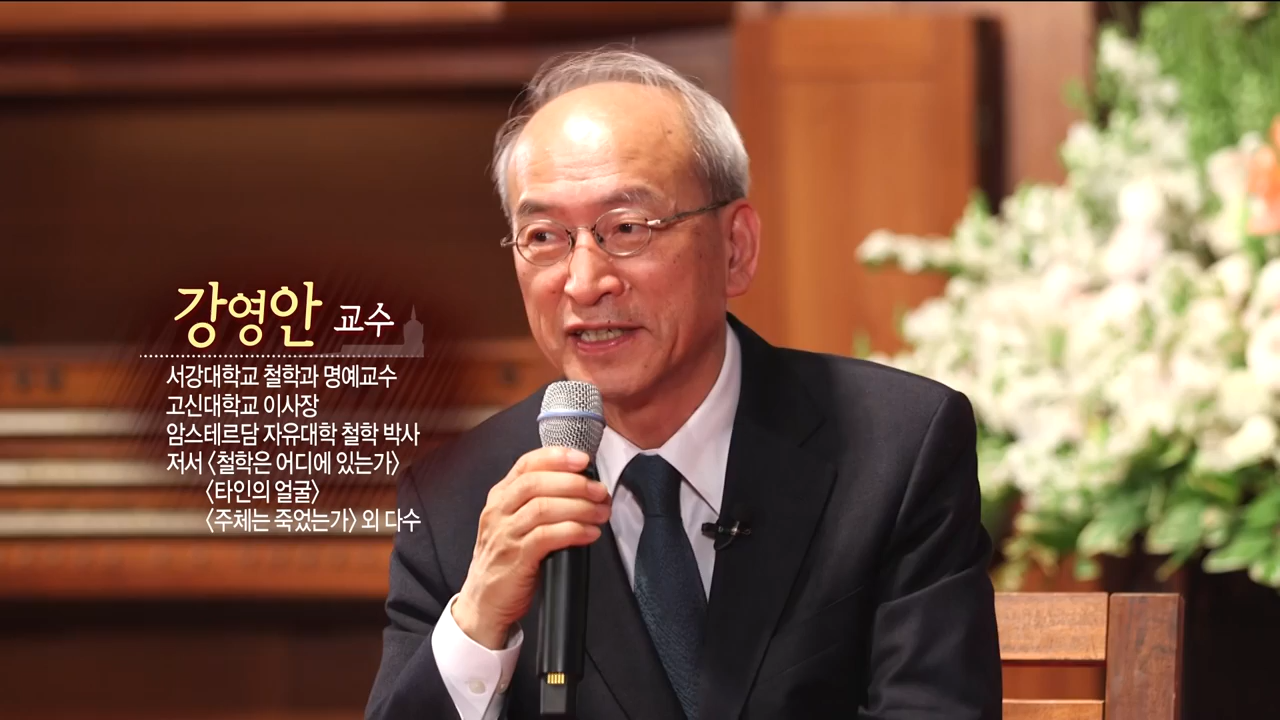 강영안 교수
서강대학교 철학과 명예교수
고신대학교 이사장
암스테르담 자유대학 철학 박사
저서 〈철학은 어디에 있는가〉
〈타인의 얼굴〉
〈주체는 죽었는가〉 외 다수